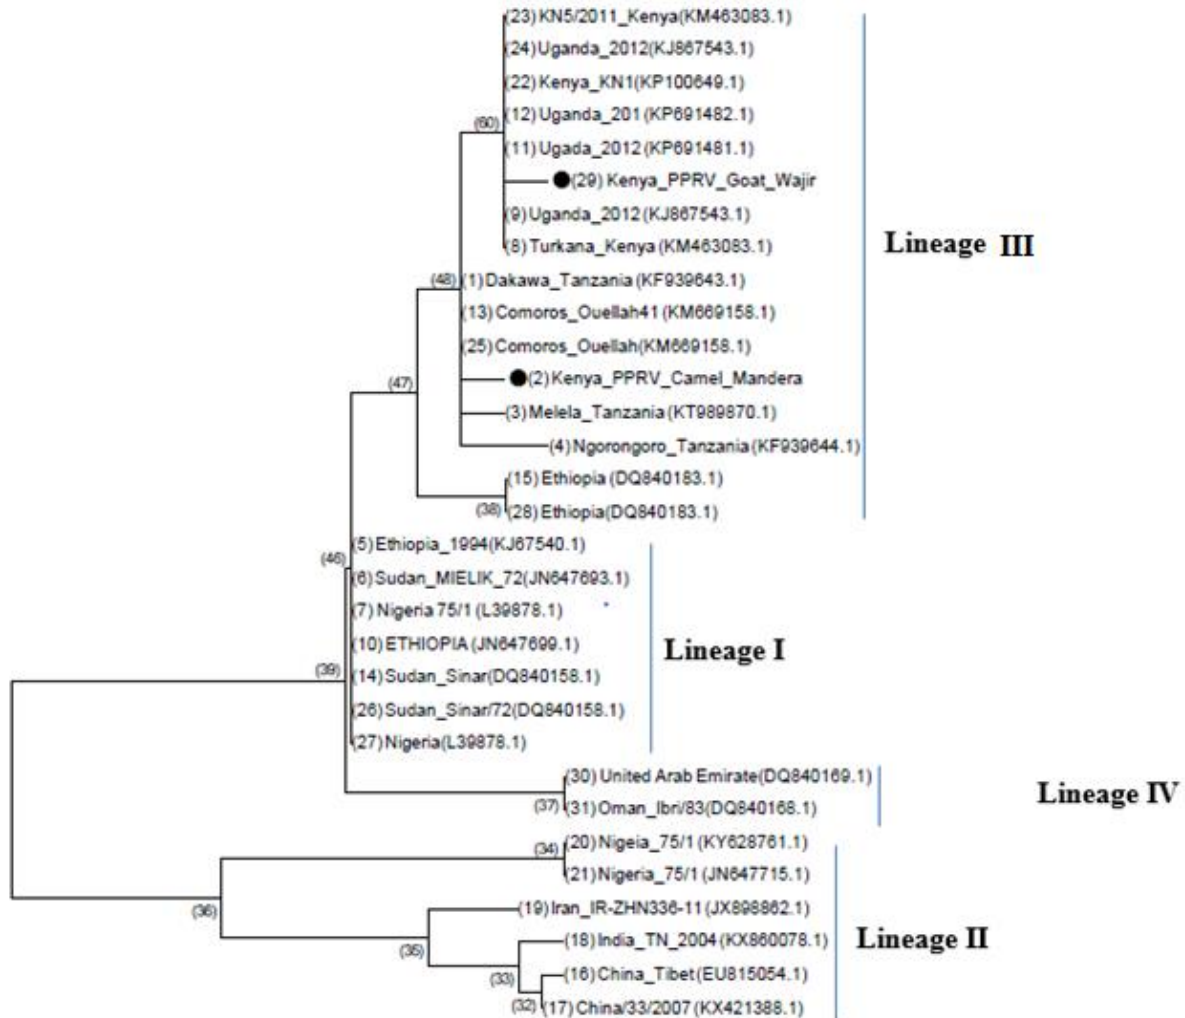 (23) KN5/2011_Kenya(KM463083.1)
(24) Uganda_2012(KJ867543.1)
(22) Kenya_KN1(KP100649.1)
(12) Uganda_201 (KP691482.1)
(60)
(11) Ugada_2012 (KP691481.1)
(29) Kenya_PPRV_Goat_Wajir
(9) Uganda_2012 (KJ867543.1)
(8) Turkana_Kenya (KM463083.1)
Lineage III
(48) (1) Dakawa_Tanzania (KF939643.1)
(13) Comoros_Ouellah41 (KM669158.1)
(25) Comoros_Ouellah(KM669158.1)
(47) (2) Kenya_PPRV_Camel_Mandera
(3) Melela_Tanzania (KT989870.1)
(4) Ngorongoro_Tanzania (KF939644.1)
(15) Ethiopia (DQ840183.1)
(38) (28) Ethiopia(DQ840183.1)
(5) Ethiopia_1994(KJ67540.1)
(46)
(6) Sudan_MIELIK_72(JN647693.1)
(7) Nigeria 75/1 (L39878.1)
(10) ETHIOPIA (JN647699.1)
Lineage I
(39) (14) Sudan_Sinar(DQ840158.1)
(26) Sudan_Sinar/72(DQ840158.1)
(27) Nigeria(L39878.1)
(30) United Arab Emirate(DQ840169.1)
Lineage IV
(37) (31) Oman_Ibri/83(DQ840168.1)
(20) Nigeia_75/1 (KY628761.1)
(34)
(21) Nigeria_75/1 (JN647715.1)
(36) (19) Iran_IR-ZHN336-11 (JX898862.1)
(35) (18) India_TN_2004 (KX860078.1)
Lineage II
(33) (16) China_Tibet(EU815054.1)
(32) (17) China/33/2007 (KX421388.1)